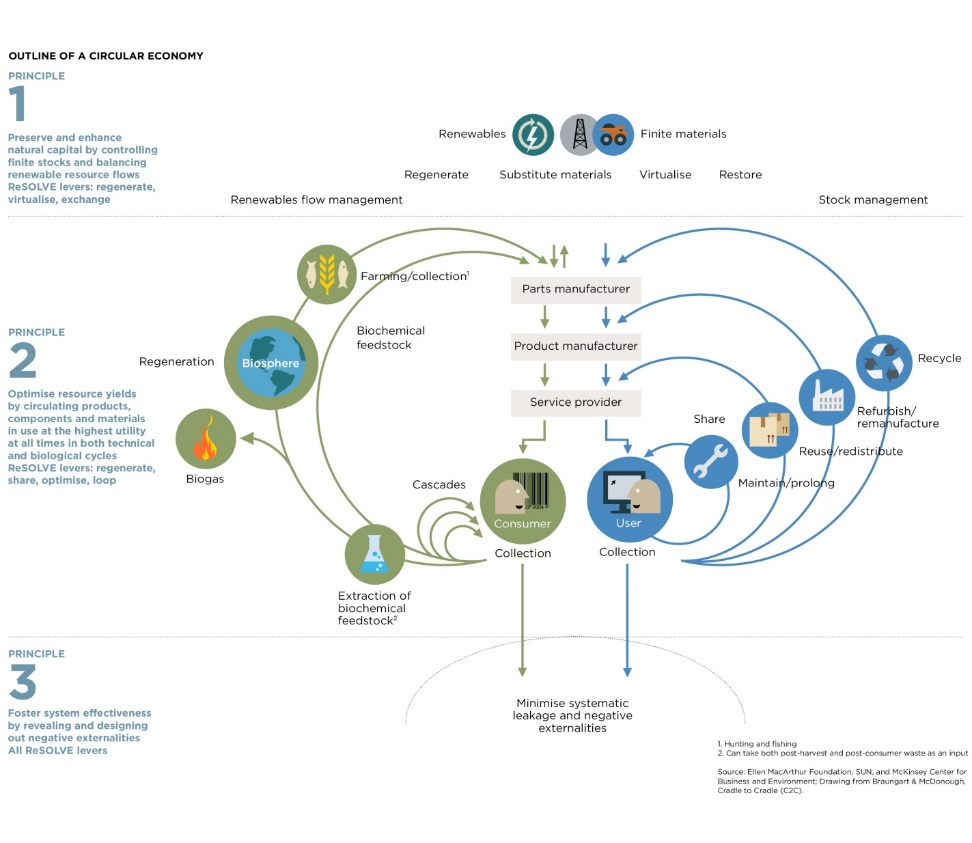 OUTLINE OF A CIRCULAR ECONOMY
PRINCIPLE
1
Preserve and enhance
natural capital by controlling
finite stocks and balancing
renewable resource flows
ReSOLVE levers: regenerate,
virtualise, exchange
Renewables
Finite materials
Regenerate
Substitute materials
Virtualise
Restore
Renewables flow management
Stock management
PRINCIPLE
2
Optimise resource yields
by circulating products,
components and materials
in use at the highest utility
at all times in both technical
and biological cycles
ReSOLVE levers: regenerate,
share, optimise, loop
Farming/collection¹
Parts manufacturer
Biochemical
feedstock
Product manufacturer
Regeneration
Biosphere
Recycle
Service provider
Share
Refurbish/
remanufacture
Reuse/redistribute
Biogas
Cascades
Maintain/prolong
Consumer
User
Collection
Collection
Extraction of
biochemical
feedstock²
PRINCIPLE
3
Foster system effectiveness
by revealing and designing
out negative externalities
All ReSOLVE levers
Minimise systematic
leakage and negative
externalities
1. Hunting and fishing
2. Can take both post-harvest and post-consumer waste as an input
Source: Ellen MacArthur Foundation, SUN, and McKinsey Center for
Business and Environment; Drawing from Braungart & McDonough,
Cradle to Cradle (C2C).